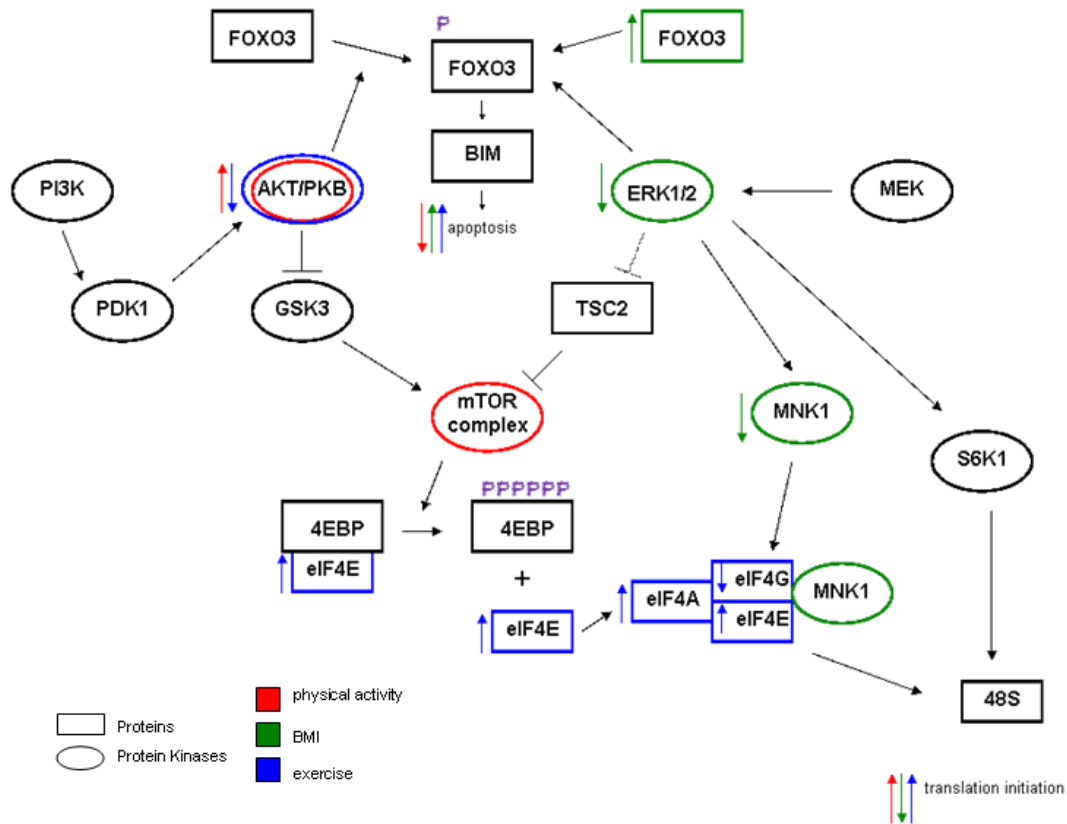 P
FOXO3
FOXO3
FOXO3
BIM
PI3K
AKT/PKB
ERK1/2
MEK
apoptosis
PDK1
GSK3
TSC2
mTOR
complex
MNK1
S6K1
PPPPPP
4EBP
4EBP
eIF4E
+
eIF4G
eIF4A
MNK1
eIF4E
eIF4E
48S
physical activity
Proteins
BMI
Protein Kinases
exercise
translation initiation